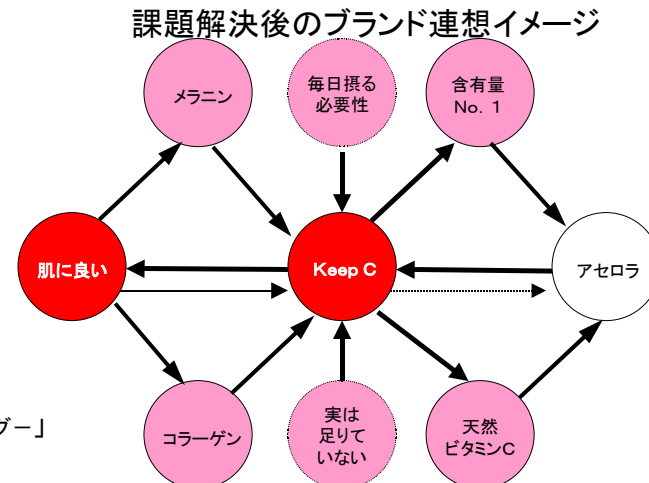 課題解決後のブランド連想イメージ
メラニン
毎日摂る
必要性
含有量
No．1
肌に良い
Keep C
アセロラ
コラーゲン
実は
足りて
いない
天然
ビタミンC
グー」